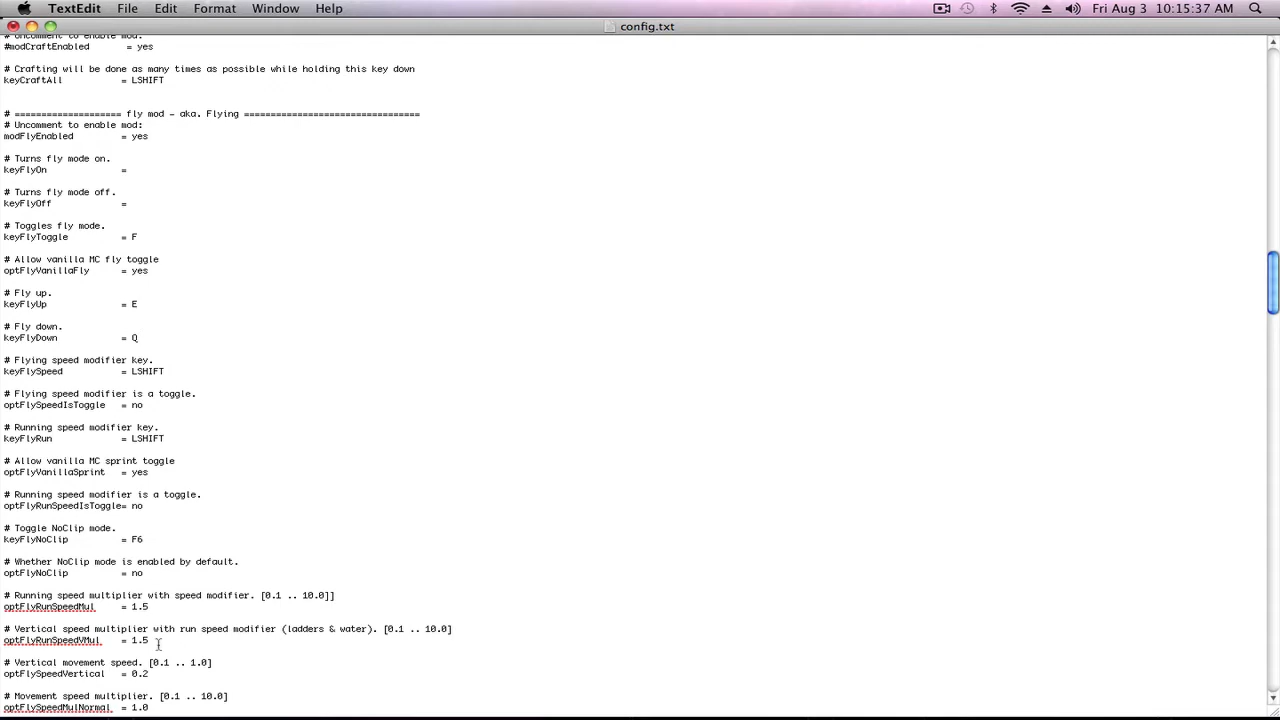 TextEdit File Edit Format Window Help Fri Aug 3 10:15:37 AM
config.txt
# Uncomment to enable mod:
#modCraftEnabled = yes
# Crafting will be done as many times as possible while holding this key down
keyCraftAll = LSHIFT
# ==================== fly mod - aka. Flying =================================
# Uncomment to enable mod:
modFlyEnabled = yes
# Turns fly mode on.
keyFlyOn =
# Turns fly mode off.
keyFlyOff =
# Toggles fly mode.
keyFlyToggle = F
# Allow vanilla MC fly toggle
optFlyVanillaFly = yes
# Fly up.
keyFlyUp = E
# Fly down.
keyFlyDown = Q
# Flying speed modifier key.
keyFlySpeed = LSHIFT
# Flying speed modifier is a toggle.
optFlySpeedIsToggle = no
# Running speed modifier key.
keyFlyRun = LSHIFT
# Allow vanilla MC sprint toggle
optFlyVanillaSprint = yes
# Running speed modifier is a toggle.
optFlyRunSpeedIsToggle= no
# Toggle NoClip mode.
keyFlyNoClip = F6
# Whether NoClip mode is enabled by default.
optFlyNoClip = no
# Running speed multiplier with speed modifier. [0.1 .. 10.0]]
optFlyRunSpeedMul = 1.5
# Vertical speed multiplier with run speed modifier (ladders & water). [0.1 .. 10.0]
optFlyRunSpeedVMul = 1.5
# Vertical movement speed. [0.1 .. 1.0]
optFlySpeedVertical = 0.2
# Movement speed multiplier. [0.1 .. 10.0]
optFlySpeedMulNormal = 1.0